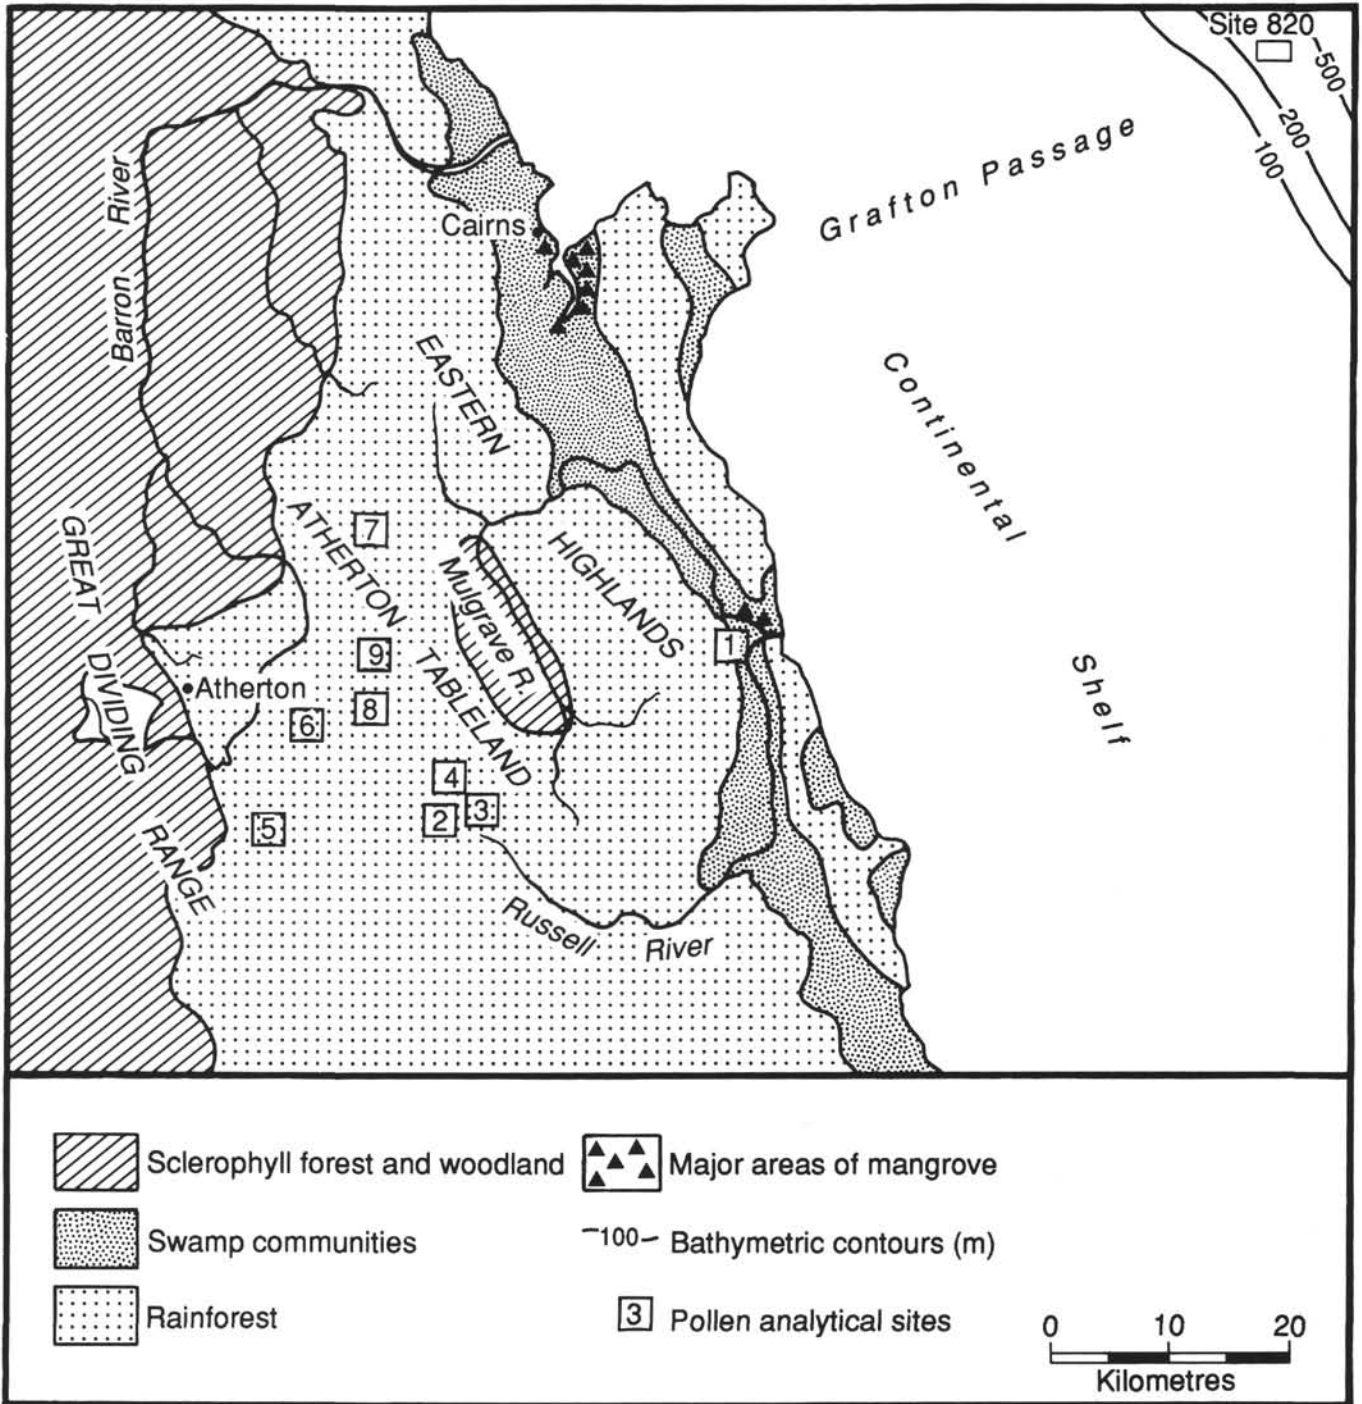 Site 820
500
200
100
Grafton Passage
Barron River
Cairns
EASTERN
HIGHLANDS
Continental
Shelf
GREAT
DIVIDING
RANGE
ATHERTON
TABLELAND
7
Mulgrave R.
1
9
Atherton
8
6
4
3
2
5
Russell River
Sclerophyll forest and woodland
Major areas of mangrove
Swamp communities
100
Bathymetric contours (m)
Rainforest
3
Pollen analytical sites
0 10 20
Kilometres